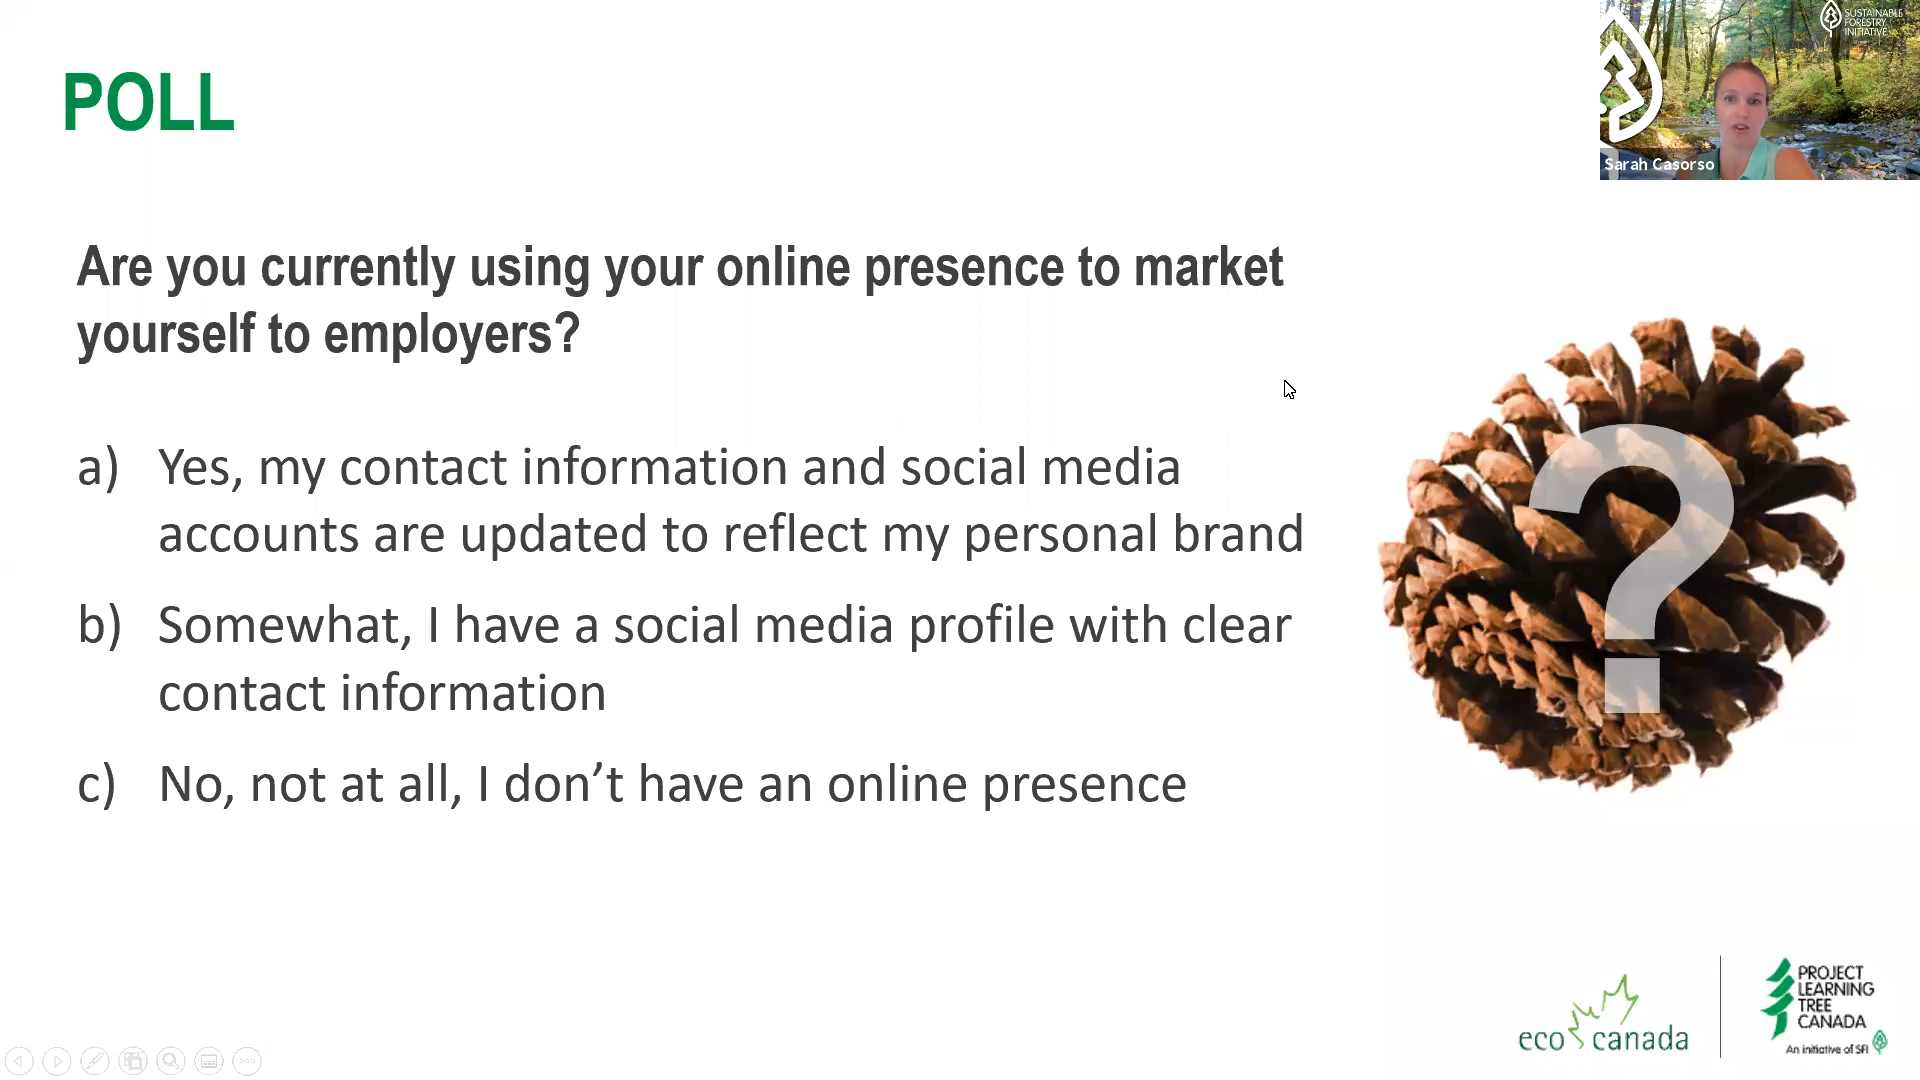 POLL
SUSTAINABLE
FORESTRY
INITIATIVE
Sarah Casorso
Are you currently using your online presence to market
yourself to employers?
a) Yes, my contact information and social media
accounts are updated to reflect my personal brand
b) Somewhat, I have a social media profile with clear
contact information
c) No, not at all, I don’t have an online presence
?
eco canada
PROJECT
LEARNING
TREE
CANADA
An initiative of SFI